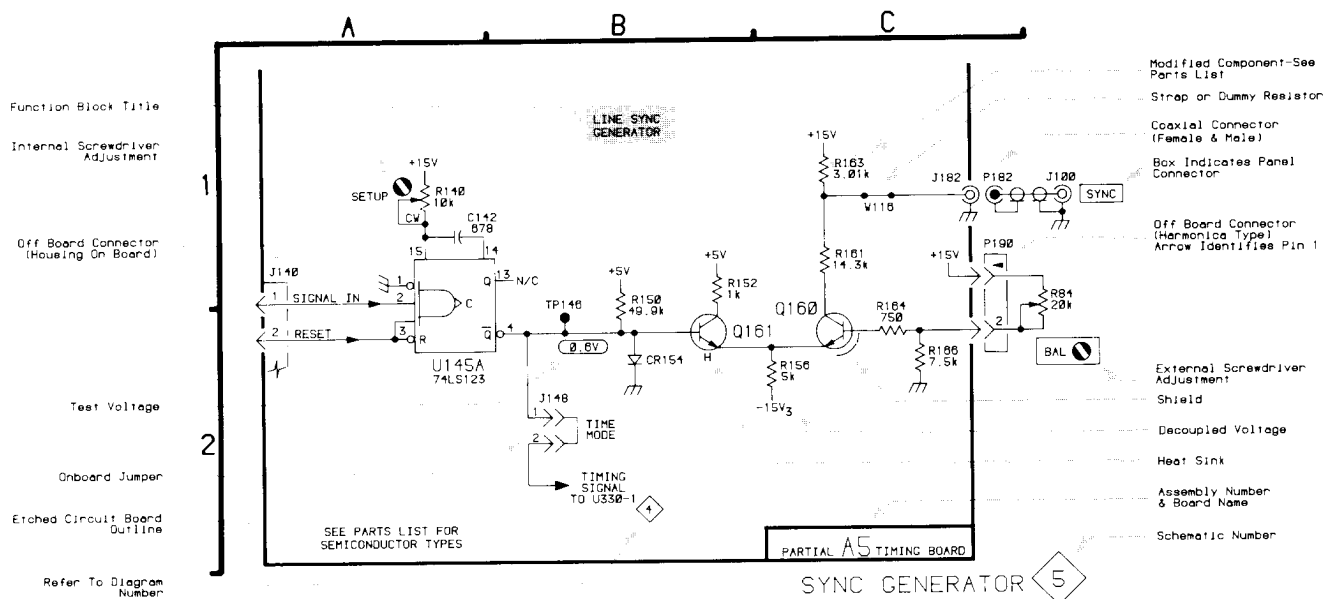 A
B
C
1
2
Function Block Title
Internal Screwdriver
Adjustment
Off Board Connector
(Housing On Board)
Test Voltage
Onboard Jumper
Etched Circuit Board
Outline
Refer To Diagram
Number
LINE SYNC
GENERATOR
+15V
SETUP
R140
10k
CW
C142
678
15
14
J140
1
SIGNAL IN
2
RESET
1
2
3
R
C
Q
13
N/C
Q
4
U145A
74LS123
TP146
0.6V
+5V
R150
49.9k
CR154
+5V
R152
1k
Q161
H
J148
1
2
TIME
MODE
TIMING
SIGNAL
TO U330-1
4
+15V
R163
3.01k
W116
R161
14.3k
Q160
R164
750
R156
5k
-15V3
R166
7.5k
J182
P182
J100
SYNC
P190
+15V
2
R84
20k
BAL
SEE PARTS LIST FOR
SEMICONDUCTOR TYPES
PARTIAL A5 TIMING BOARD
SYNC GENERATOR 5
Modified Component-See
Parts List
Strap or Dummy Resistor
Coaxial Connector
(Female & Male)
Box Indicates Panel
Connector
Off Board Connector
(Harmonica Type)
Arrow Identifies Pin 1
External Screwdriver
Adjustment
Shield
Decoupled Voltage
Heat Sink
Assembly Number
& Board Name
Schematic Number